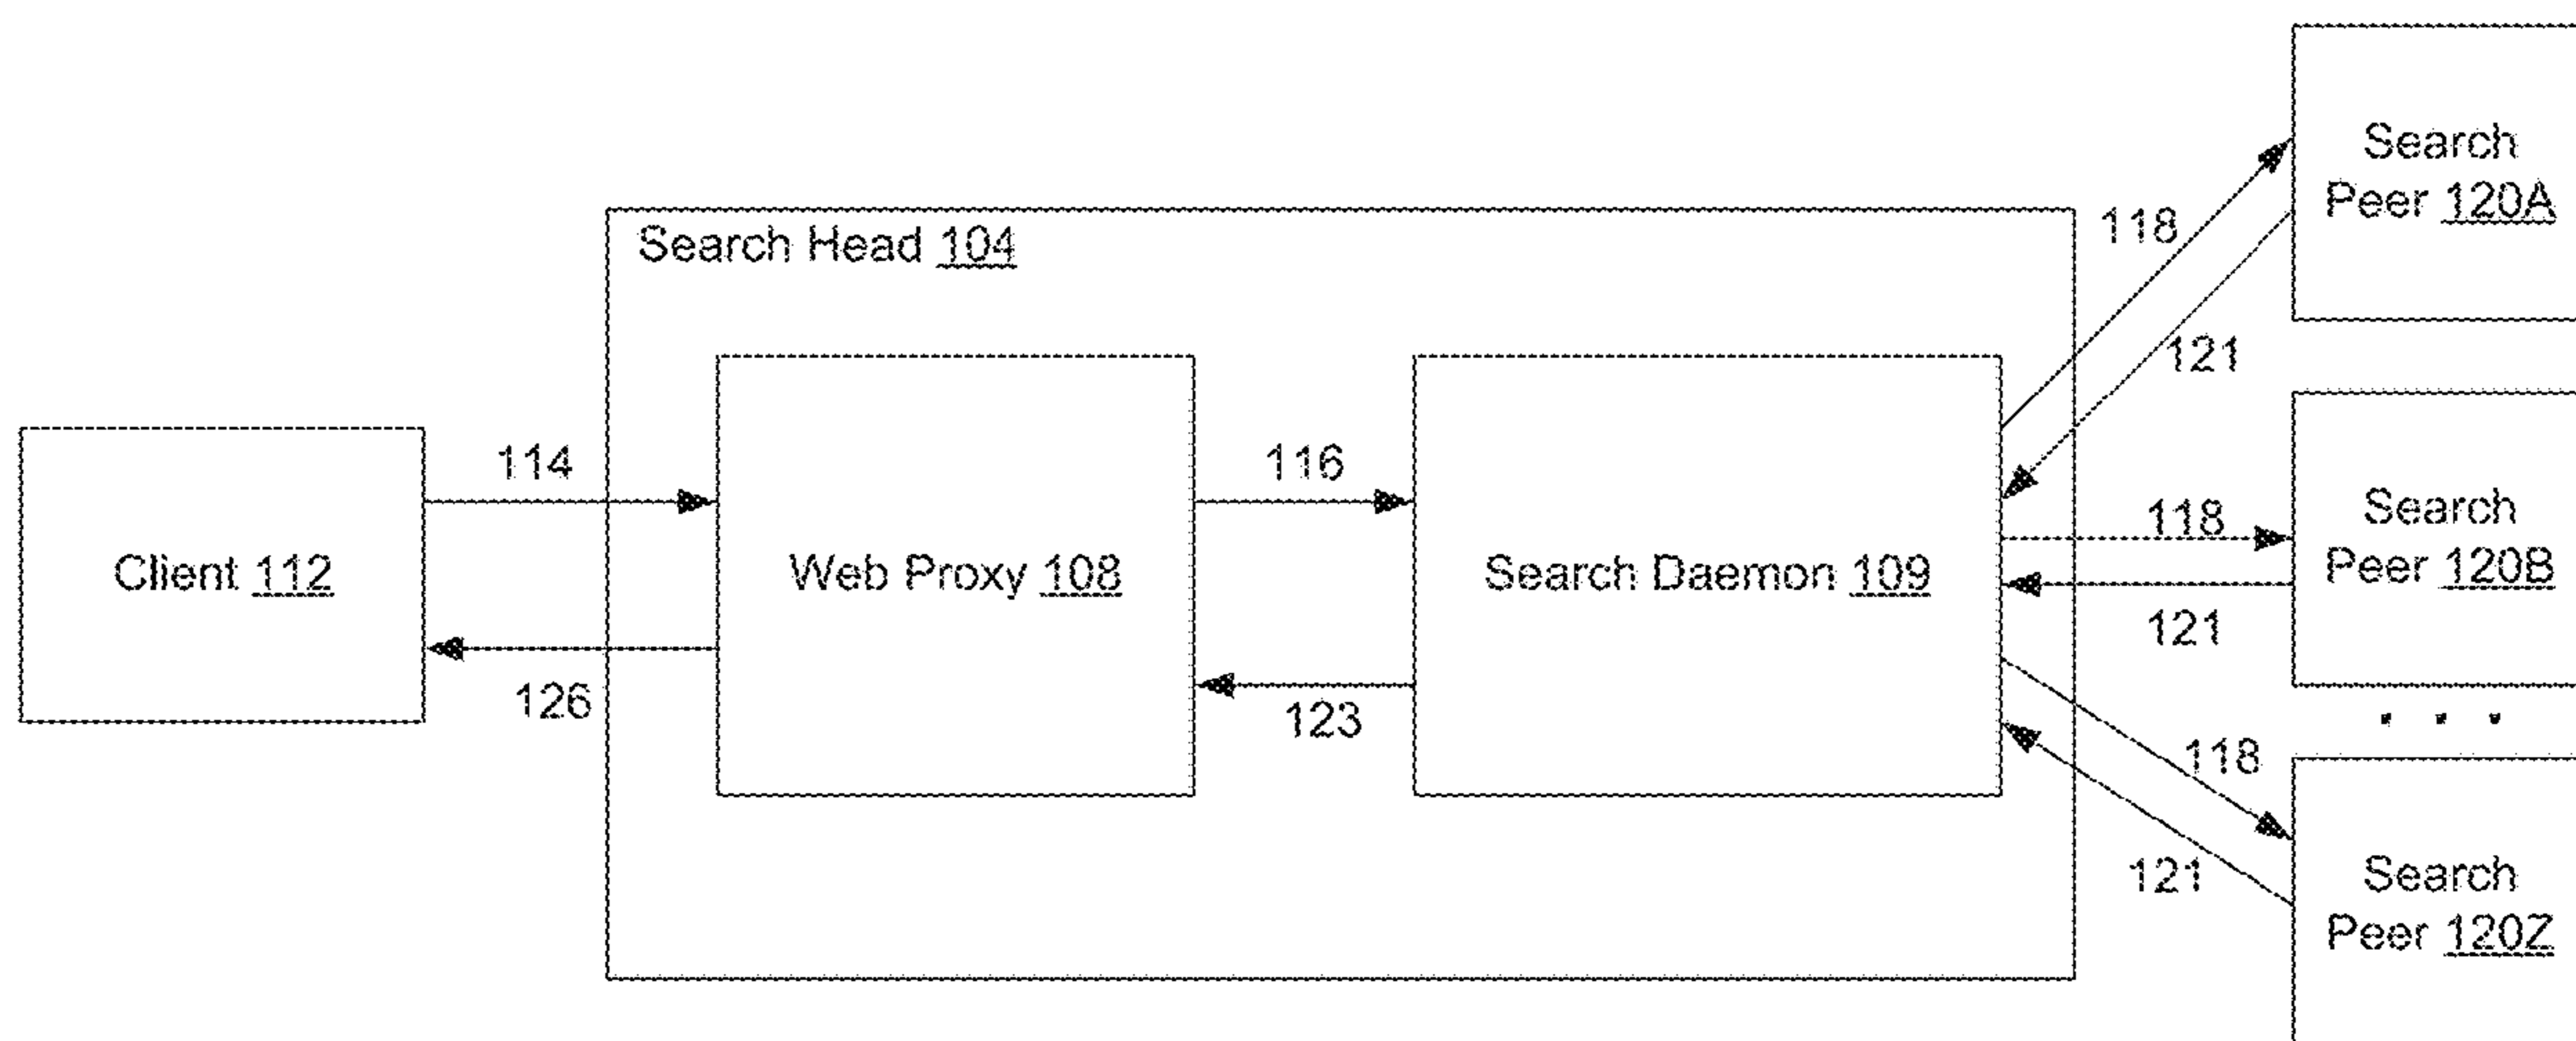 Search
Peer 120A
118
Search Head 104
121
114
116
Search
Peer 120B
118
Client 112
Web Proxy 108
Search Daemon 109
121
126
123
. . .
118
121
Search
Peer 120Z